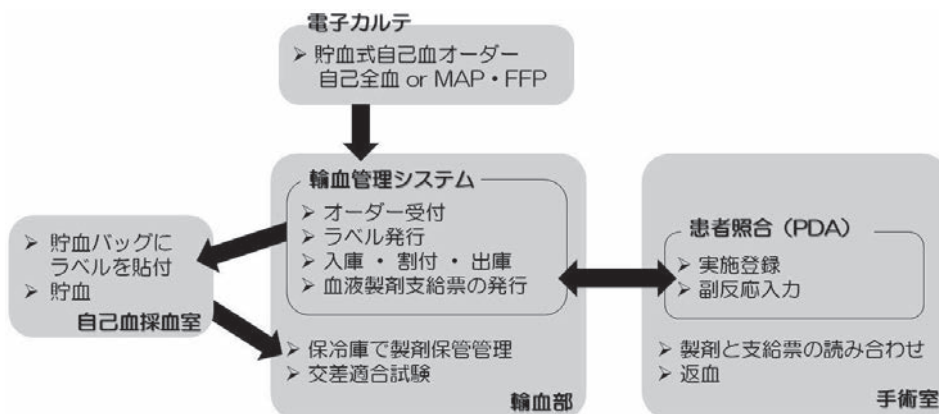 電子カルテ
➢ 貯血式自己血オーダー
自己全血 or MAP・FFP
輸血管理システム
➢ オーダー受付
➢ ラベル発行
➢ 入庫 ・ 割付 ・ 出庫
➢ 血液製剤支給票の発行
➢ 保冷庫で製剤保管管理
➢ 交差適合試験
輸血部
➢ 貯血バッグに
ラベルを貼付
➢ 貯血
自己血採血室
患者照合（PDA）
➢ 実施登録
➢ 副反応入力
➢ 製剤と支給票の読み合わせ
➢ 返血
手術室